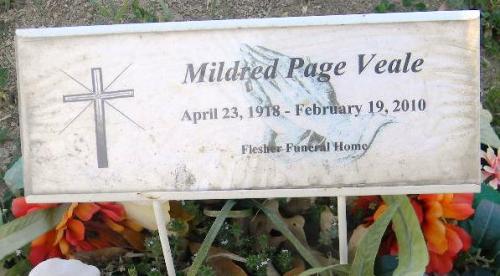 Mildred Page Veale
April 23, 1918 - February 19, 2010
Flesher Funeral Home